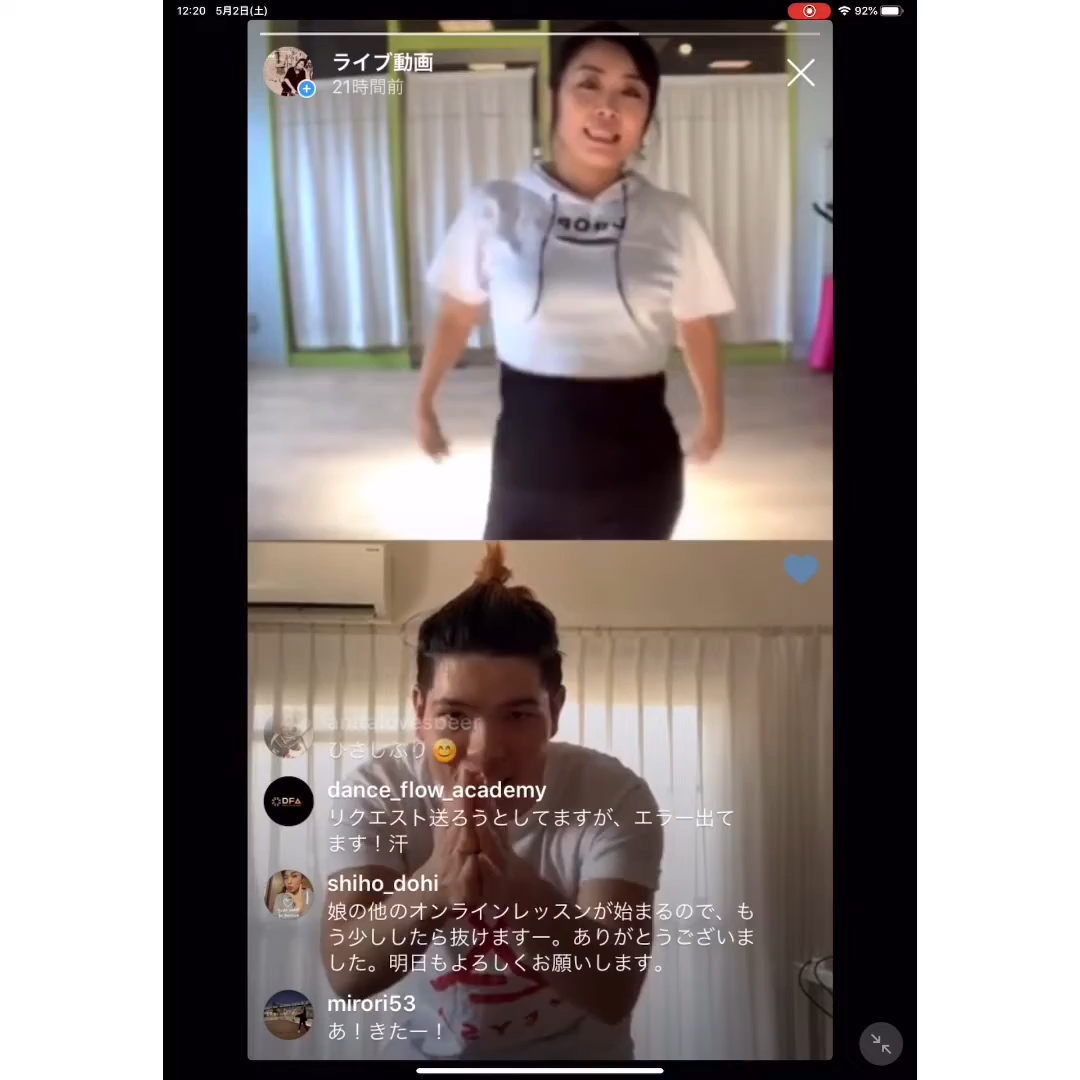 12:20 5月2日(土)
92%
ライブ動画
21時間前
anitalovesbeer
ひさしぶり😊
dance_flow_academy
DFA
リクエスト送ろうとしてますが、エラー出て
ます！汗
shiho_dohi
娘の他のオンラインレッスンが始まるので、も
う少ししたら抜けますー。ありがとうございま
した。明日もよろしくお願いします。
mirori53
あ！きたー！